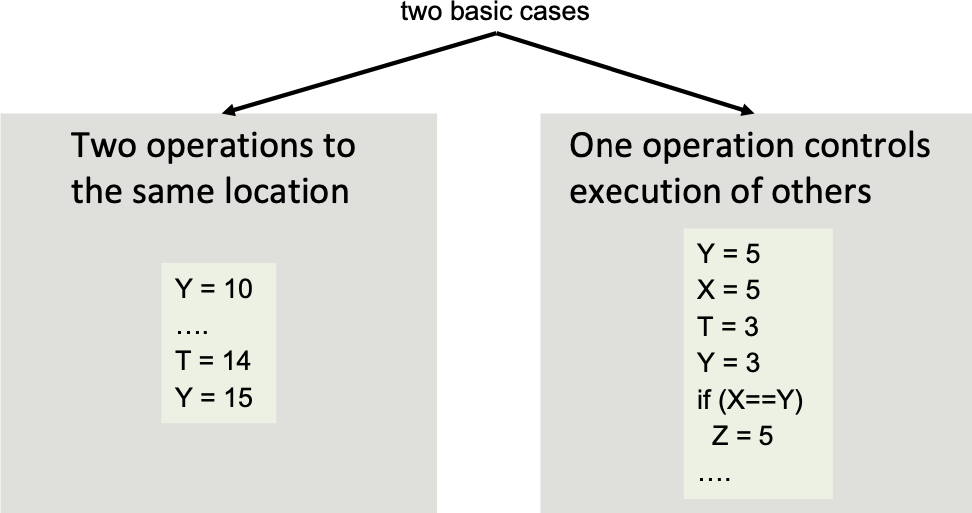 two basic cases
Two operations to
the same location
Y = 10
....
T = 14
Y = 15
One operation controls
execution of others
Y = 5
X = 5
T = 3
Y = 3
if (X==Y)
Z = 5
....